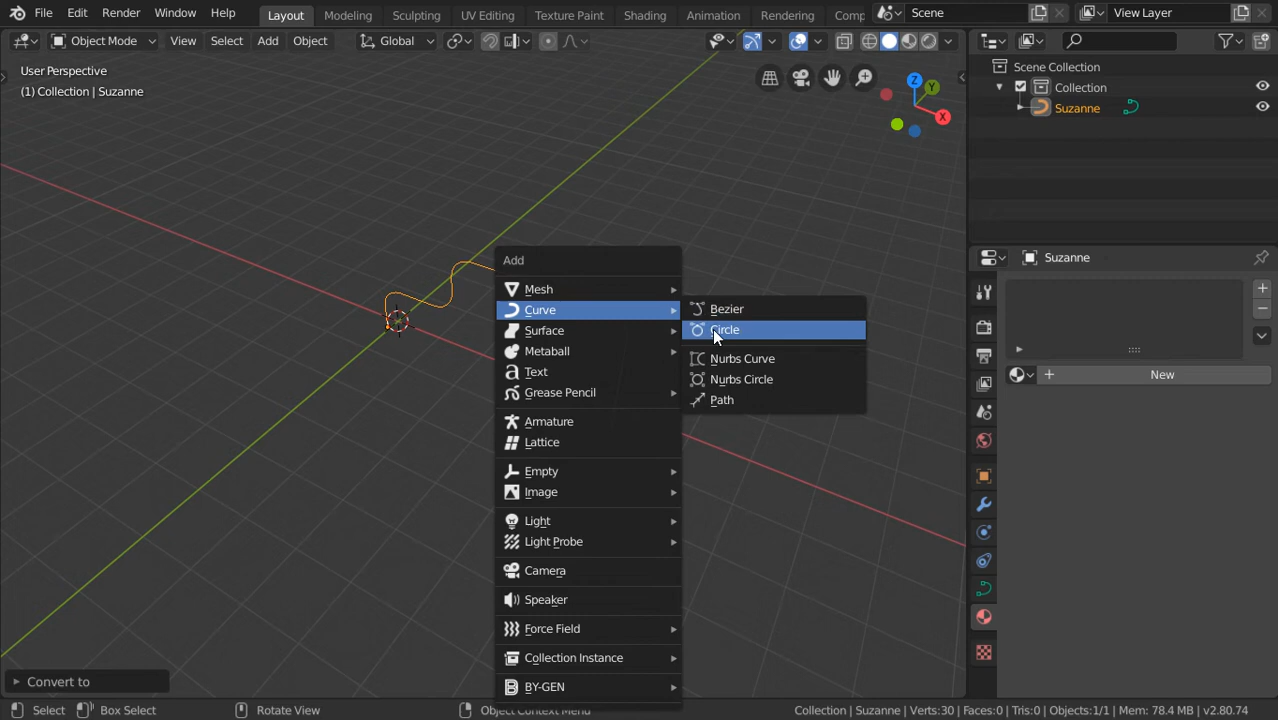 File Edit Render Window Help Layout Modeling Sculpting UV Editing Texture Paint Shading Animation Rendering Comp Scene View Layer
Object Mode View Select Add Object Global
User Perspective
(1) Collection | Suzanne
Z
Y
X
Scene Collection
Collection
Suzanne
Suzanne
New
Add
Mesh
Curve
Surface
Metaball
Text
Grease Pencil
Armature
Lattice
Empty
Image
Light
Light Probe
Camera
Speaker
Force Field
Collection Instance
BY-GEN
Bezier
Circle
Nurbs Curve
Nurbs Circle
Path
Convert to
Select Box Select Rotate View Object Context Menu Collection | Suzanne | Verts:30 | Faces:0 | Tris:0 | Objects:1/1 | Mem: 78.4 MB | v2.80.74